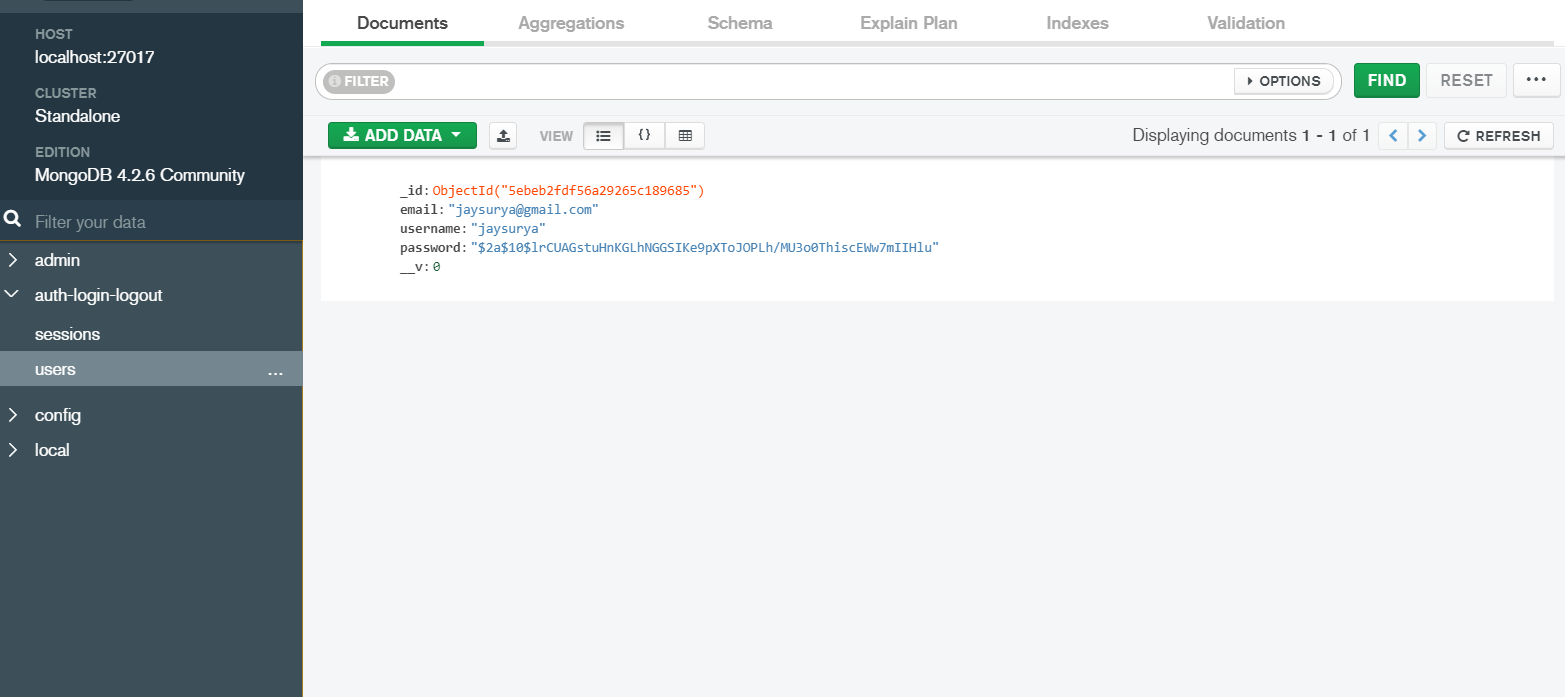 HOST
localhost:27017
CLUSTER
Standalone
EDITION
MongoDB 4.2.6 Community
Filter your data
admin
auth-login-logout
sessions
users ...
config
local
Documents Aggregations Schema Explain Plan Indexes Validation
FILTER OPTIONS FIND RESET ...
ADD DATA VIEW {} Displaying documents 1 - 1 of 1 REFRESH
_id: ObjectId("5ebeb2fdf56a29265c189685")
email: "jaysurya@gmail.com"
username: "jaysurya"
password: "$2a$10$lrCUAGstuHnKGLhNGGSIKe9pXToJOPLh/MU3o0ThiscEWw7mIIHlu"
__v: 0